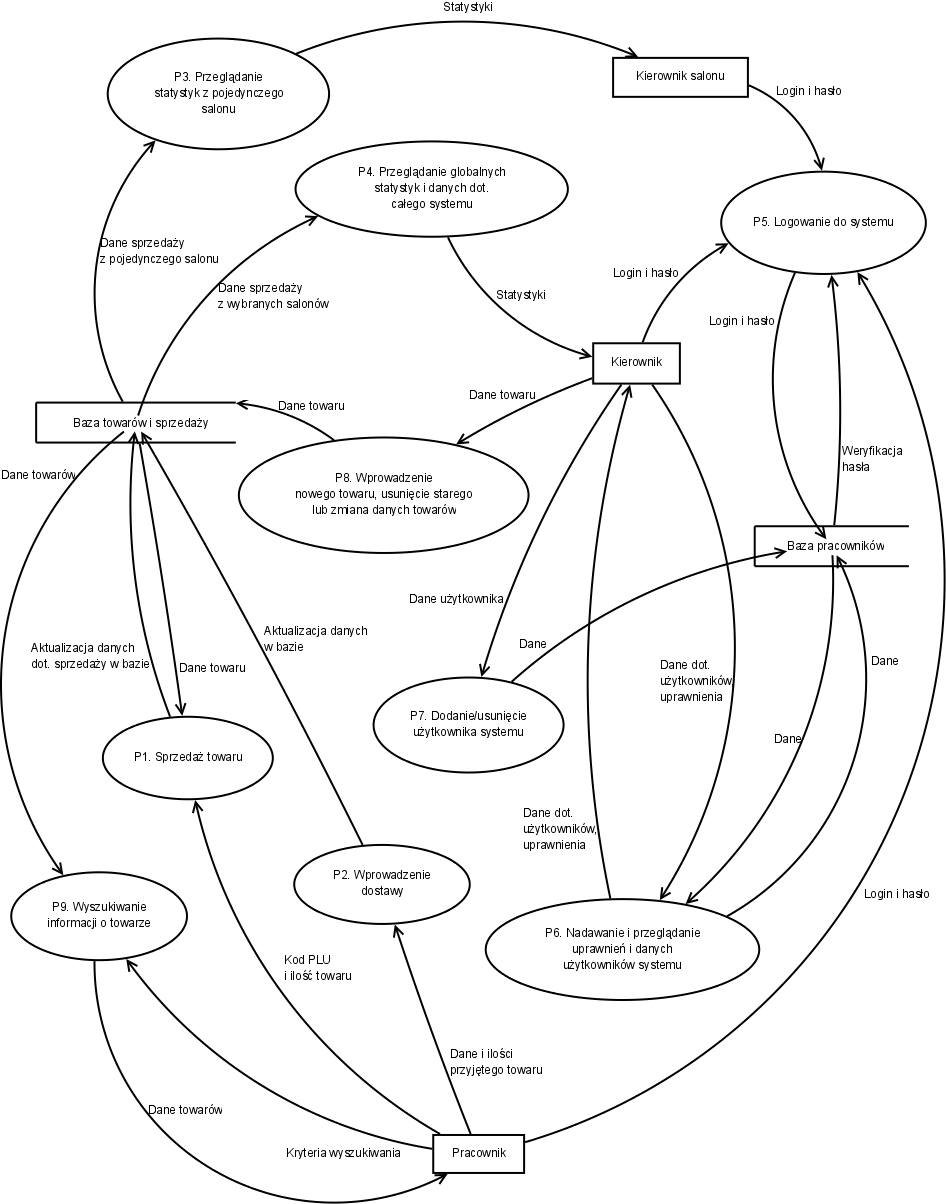 Statystyki
P3. Przeglądanie
statystyk z pojedynczego
salonu
Kierownik salonu
Login i hasło
P4. Przeglądanie globalnych
statystyk i danych dot.
całego systemu
P5. Logowanie do systemu
Dane sprzedaży
z pojedynczego salonu
Dane sprzedaży
z wybranych salonów
Statystyki
Login i hasło
Login i hasło
Kierownik
Dane towaru
Dane towaru
Baza towarów i sprzedaży
Weryfikacja
hasła
Dane towarów
P8. Wprowadzenie
nowego towaru, usunięcie starego
lub zmiana danych towarów
Baza pracowników
Dane użytkownika
Aktualizacja danych
w bazie
Dane
Aktualizacja danych
dot. sprzedaży w bazie
Dane towaru
Dane dot.
użytkowników,
uprawnienia
Dane
P7. Dodanie/usunięcie
użytkownika systemu
Dane
P1. Sprzedaż towaru
Dane dot.
użytkowników,
uprawnienia
P2. Wprowadzenie
dostawy
Login i hasło
P9. Wyszukiwanie
informacji o towarze
P6. Nadawanie i przeglądanie
uprawnień i danych
użytkowników systemu
Kod PLU
i ilość towaru
Dane i ilości
przyjętego towaru
Dane towarów
Kryteria wyszukiwania
Pracownik